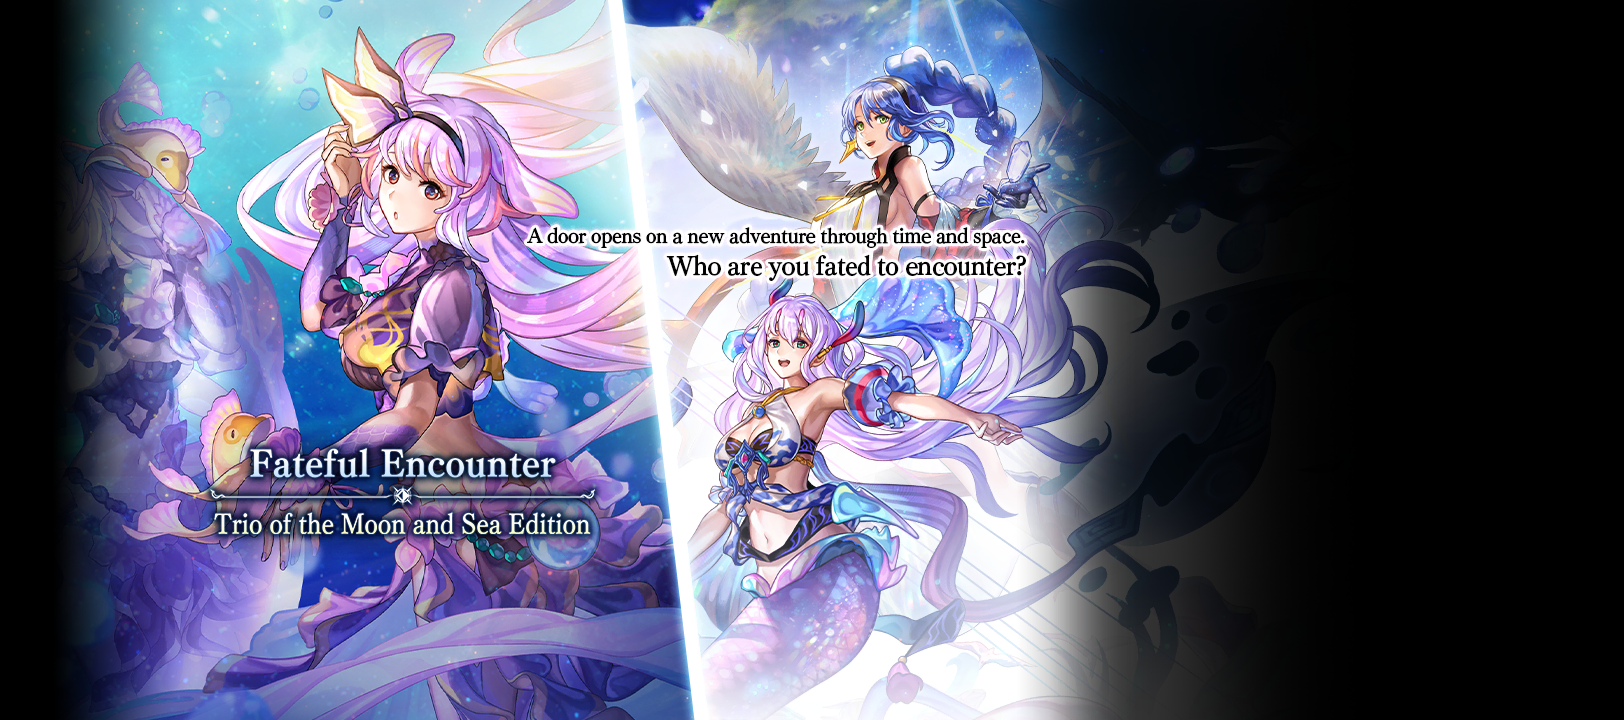 A door opens on a new adventure through time and space.
Who are you fated to encounter?
Fateful Encounter
Trio of the Moon and Sea Edition